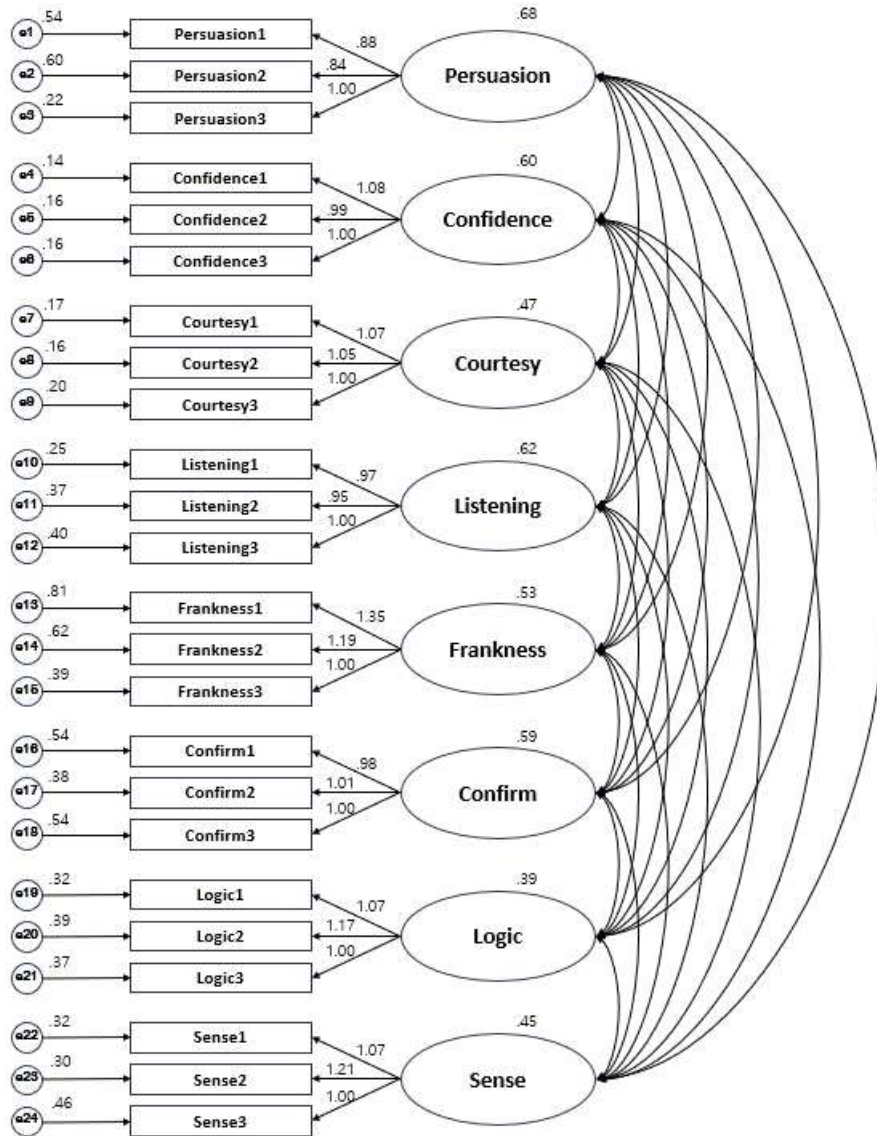 .54
.68
e1
Persuasion1
.88
.60
e2
Persuasion2
.84
Persuasion
.22
1.00
e3
Persuasion3
.14
.60
e4
Confidence1
1.08
.16
e5
Confidence2
.99
Confidence
.16
1.00
e6
Confidence3
.17
.47
e7
Courtesy1
1.07
.16
e8
Courtesy2
1.05
Courtesy
.20
1.00
e9
Courtesy3
.25
.62
e10
Listening1
.97
.37
e11
Listening2
.95
Listening
.40
1.00
e12
Listening3
.81
.53
e13
Frankness1
1.35
.62
e14
Frankness2
1.19
Frankness
.39
1.00
e15
Frankness3
.54
.59
e16
Confirm1
.98
.38
e17
Confirm2
1.01
Confirm
.54
1.00
e18
Confirm3
.32
.39
e19
Logic1
1.07
.39
e20
Logic2
1.17
Logic
.37
1.00
e21
Logic3
.32
.45
e22
Sense1
1.07
.30
e23
Sense2
1.21
Sense
.46
1.00
e24
Sense3